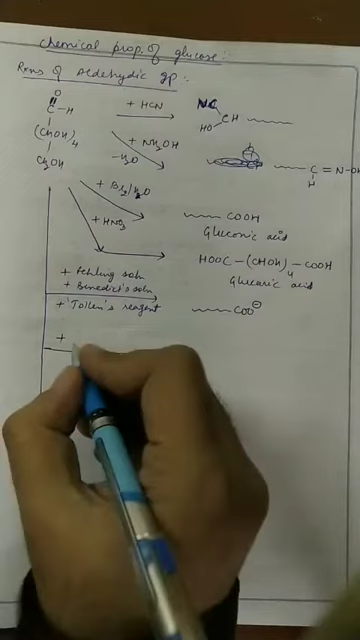 chemical prop. of glucose:
Rxns of aldehydic gp:
O
C-H
+ HCN
NC
CH
HO
(CHOH)4
+ NH2OH
-H2O
C=N-OH
H
CH2OH
+ Br2/H2O
COOH
Gluconic acid
+ HNO3
HOOC-(CHOH)4-COOH
Glucaric acid
+ Fehling soln
+ Benedict's soln
+ Tollen's reagent
COO⊖
+